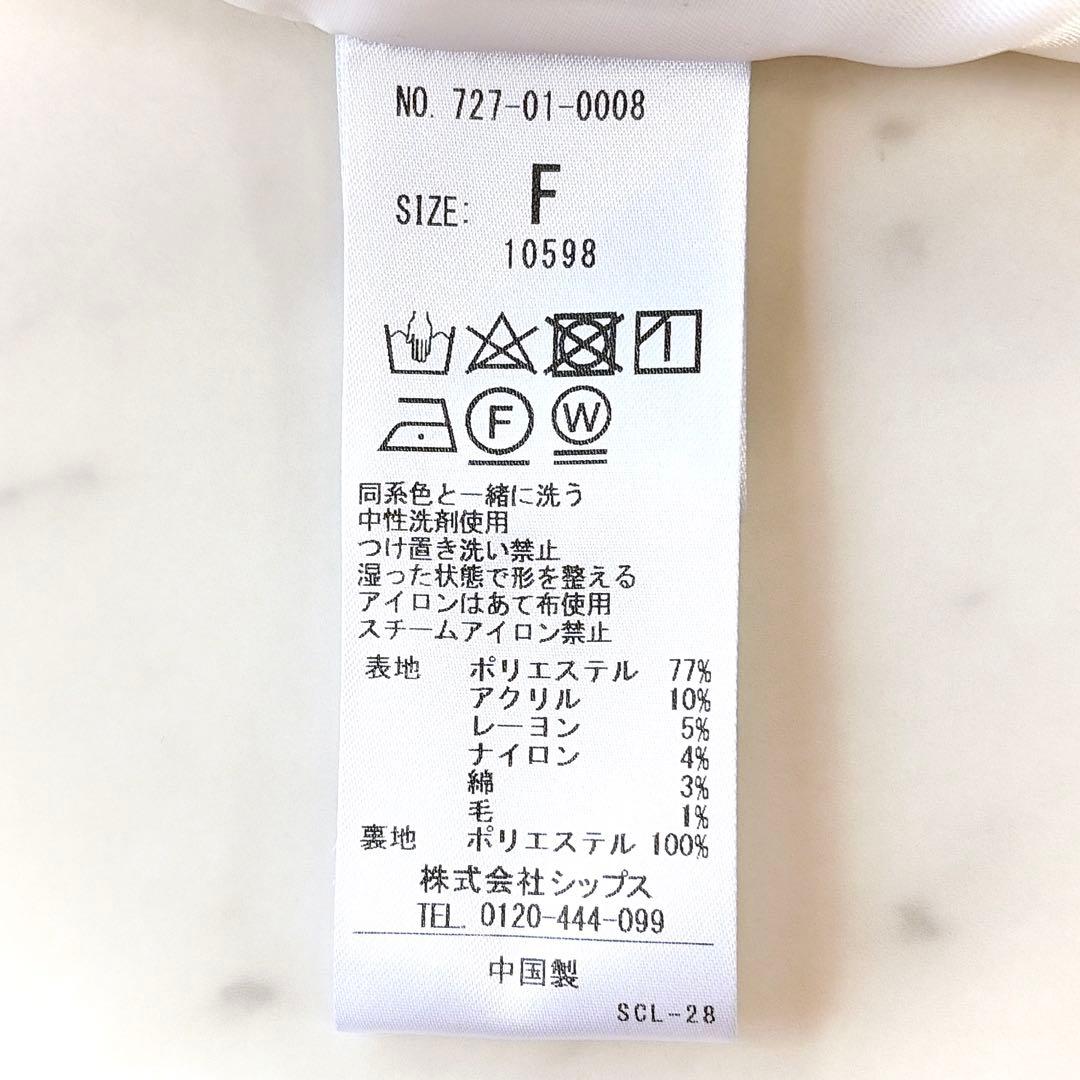 NO. 727-01-0008
SIZE: F
10598
F W
同系色と一緒に洗う
中性洗剤使用
つけ置き洗い禁止
湿った状態で形を整える
アイロンはあて布使用
スチームアイロン禁止
表地 ポリエステル 77%
アクリル 10%
レーヨン 5%
ナイロン 4%
綿 3%
毛 1%
裏地 ポリエステル 100%
株式会社シップス
TEL. 0120-444-099
中国製
SCL-28